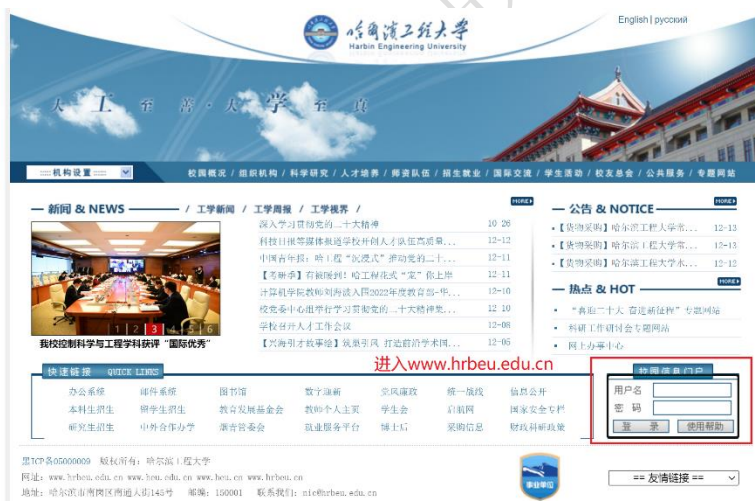 English | русский
哈尔滨工程大学
Harbin Engineering University
大工至善·大学至真
机构设置
校园概况 / 组织机构 / 科学研究 / 人才培养 / 师资队伍 / 招生就业 / 国际交流 / 学生活动 / 校友总会 / 公共服务 / 专题网站
新闻 & NEWS / 工学新闻 / 工学周报 / 工学视界 /
MORE
深入学习贯彻党的二十大精神 10-26
科技日报等媒体报道学校开创人才队伍高质量... 12-12
中国青年报：哈工程“沉浸式”推动党的二十... 12-11
【考研季】有被暖到！哈工程花式“宠”你上岸 12-11
计算机学院教师刘海波入围2022年度教育部-华... 12-10
校党委中心组举行学习贯彻党的二十大精神集... 12-10
学校召开人才工作会议 12-08
【兴海引才故事绘】筑巢引凤 打造前沿学术国... 12-05
1 2 3 4 5 6
我校控制科学与工程学科获评“国际优秀”
公告 & NOTICE
MORE
·【货物采购】哈尔滨工程大学常... 12-13
·【货物采购】哈尔滨工程大学常... 12-13
·【货物采购】哈尔滨工程大学水... 12-12
热点 & HOT
MORE
“喜迎二十大 奋进新征程”专题网站
科研工作研讨会专题网站
网上办事中心
进入www.hrbeu.edu.cn
快速链接 QUICK LINKS
办公系统 邮件系统 图书馆 数字迎新 党风廉政 统一战线 信息公开
本科生招生 留学生招生 教育发展基金会 教师个人主页 学生会 启航网 国家安全专栏
研究生招生 中外合作办学 烟台管委会 就业服务平台 博士后 采购信息 财政科研政策
校园信息门户
用户名
密 码
登 录 使用帮助
黑ICP备05000009 版权所有：哈尔滨工程大学
网址：www.hrbeu.edu.cn www.heu.edu.cn www.heu.cn www.hrbeu.cn
地址：哈尔滨市南岗区南通大街145号 邮编：150001 联系我们：nic@hrbeu.edu.cn
事业单位
== 友情链接 ==